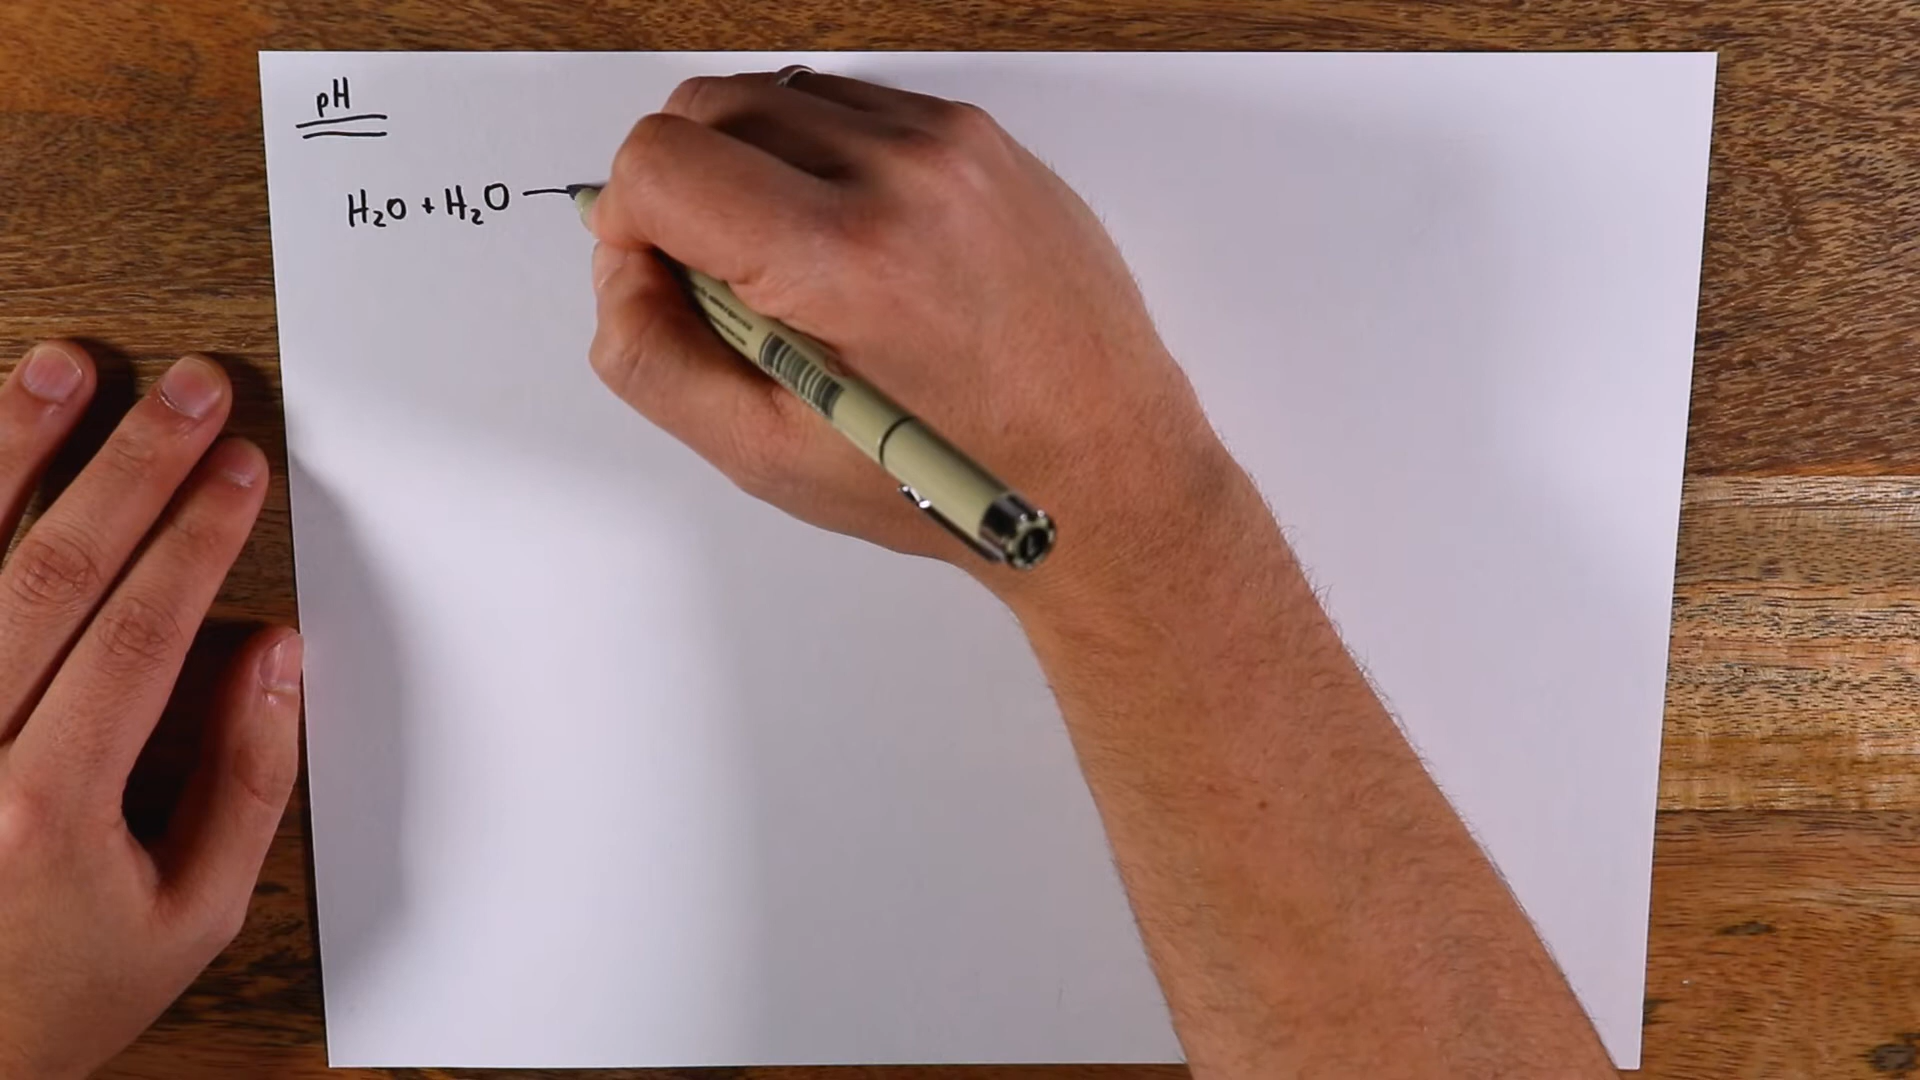 pH
H₂O + H₂O —